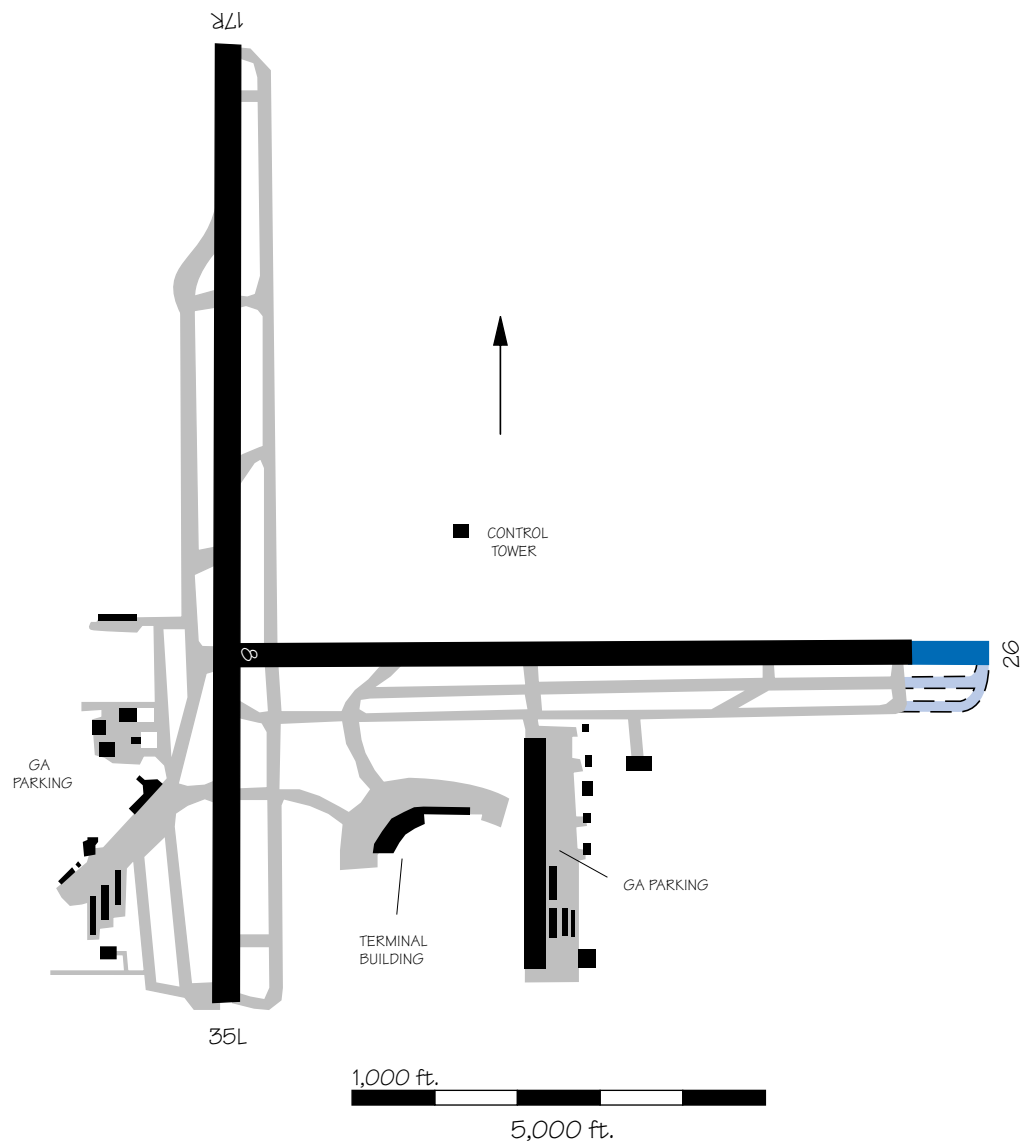 17R
CONTROL
TOWER
8
26
GA
PARKING
GA PARKING
TERMINAL
BUILDING
35L
1,000 ft.
5,000 ft.